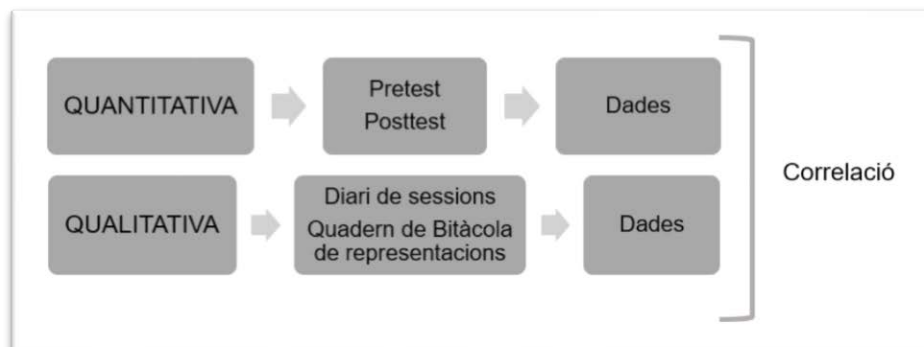 QUANTITATIVA
Pretest
Posttest
Dades
QUALITATIVA
Diari de sessions
Quadern de Bitàcola
de representacions
Dades
Correlació